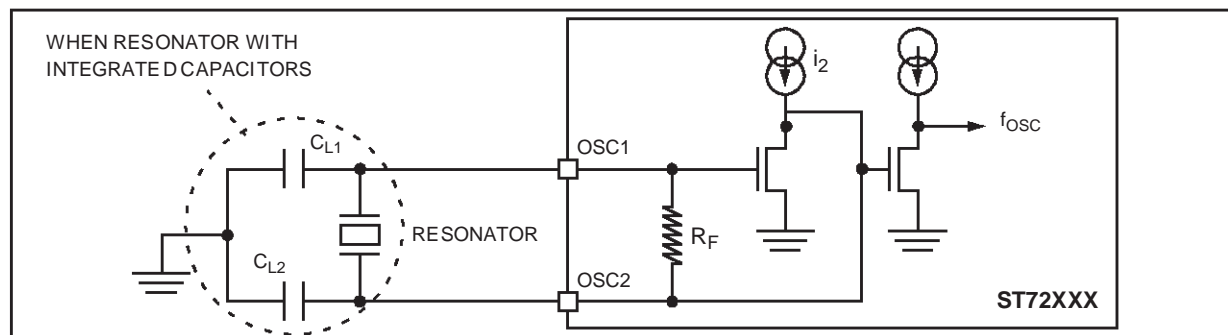 WHEN RESONATOR WITH
INTEGRATED CAPACITORS
i2
fOSC
CL1
OSC1
RESONATOR
RF
CL2
OSC2
ST72XXX